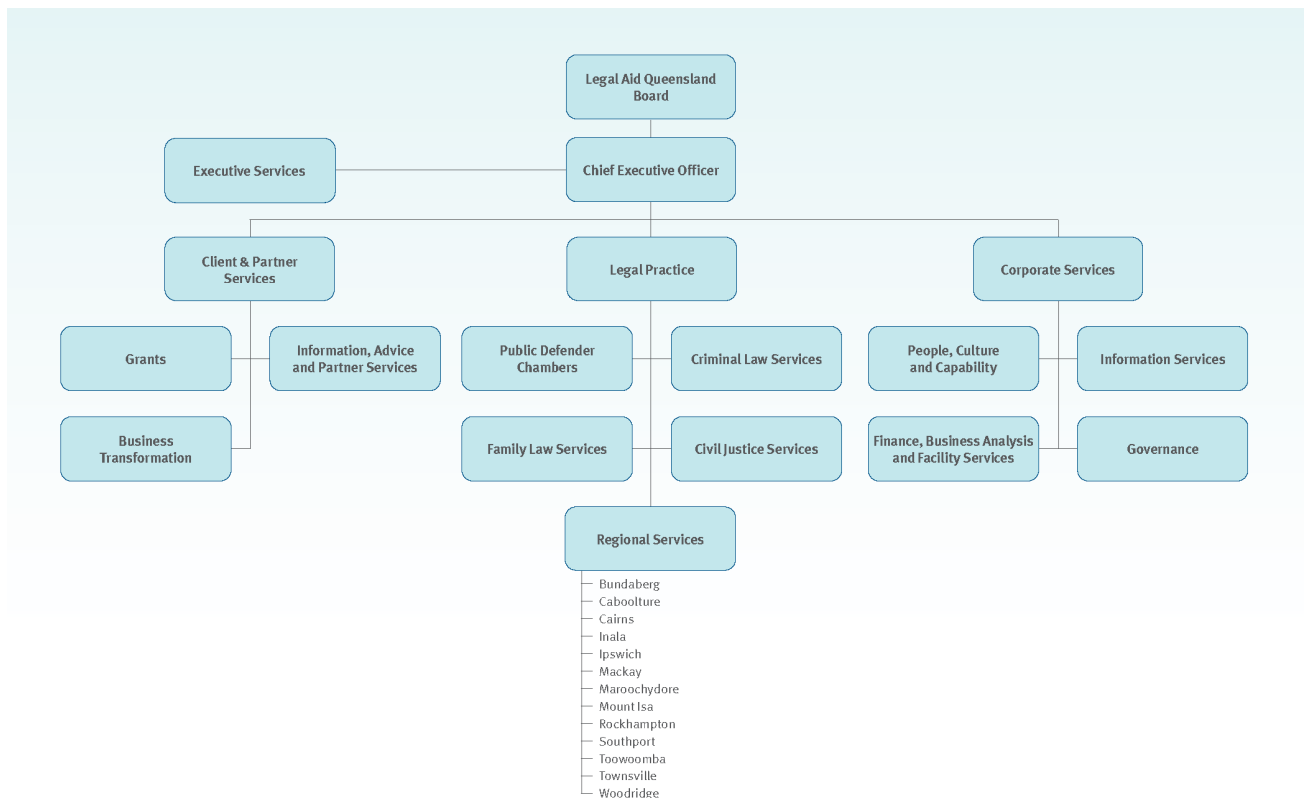 Legal Aid Queensland
Board
Executive Services
Chief Executive Officer
Client & Partner
Services
Legal Practice
Corporate Services
Grants
Information, Advice
and Partner Services
Public Defender
Chambers
Criminal Law Services
People, Culture
and Capability
Information Services
Business
Transformation
Family Law Services
Civil Justice Services
Finance, Business Analysis
and Facility Services
Governance
Regional Services
Bundaberg
Caboolture
Cairns
Inala
Ipswich
Mackay
Maroochydore
Mount Isa
Rockhampton
Southport
Toowoomba
Townsville
Woodridge